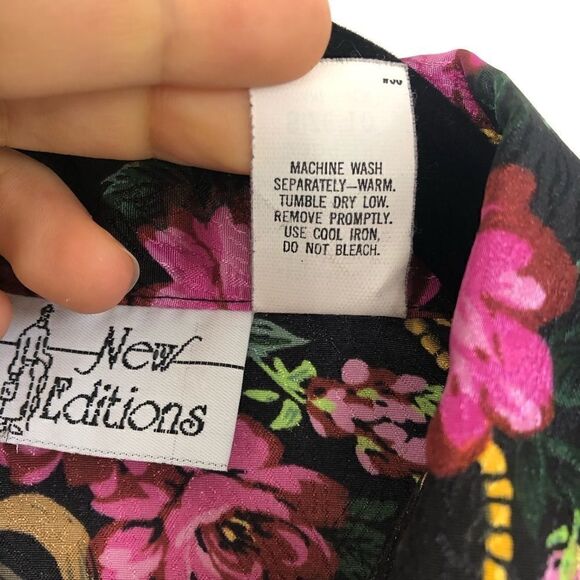 MACHINE WASH
SEPARATELY—WARM.
TUMBLE DRY LOW.
REMOVE PROMPTLY.
USE COOL IRON,
DO NOT BLEACH.
New
Editions